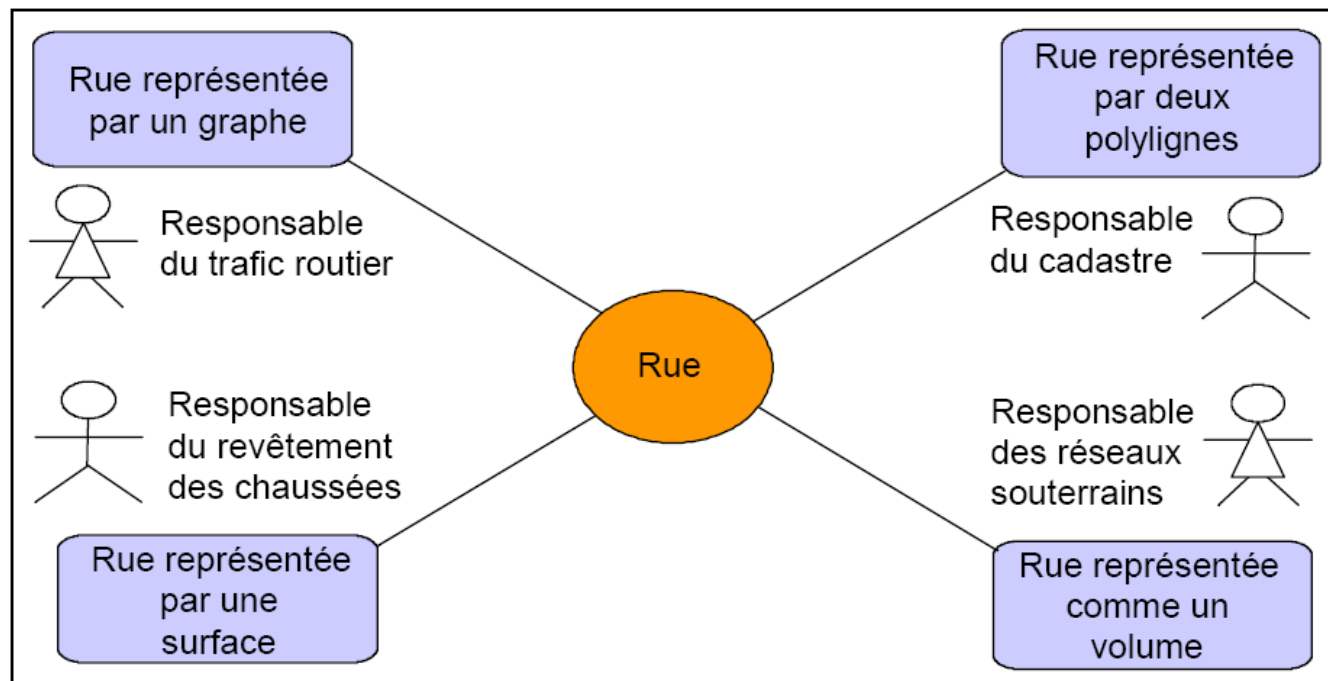 Rue représentée
par un graphe
Responsable
du trafic routier
Rue représentée
par deux
polylignes
Responsable
du cadastre
Rue
Responsable
du revêtement
des chaussées
Rue représentée
par une
surface
Responsable
des réseaux
souterrains
Rue représentée
comme un
volume